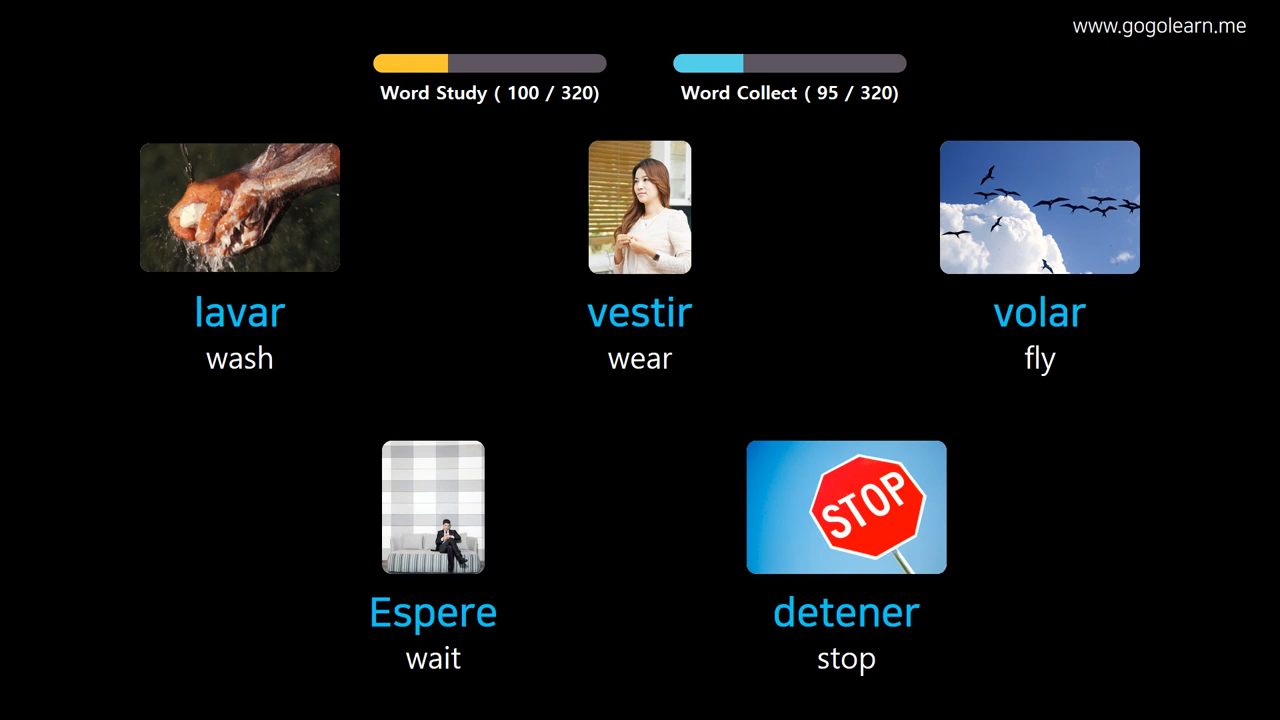 www.gogolearn.me
Word Study ( 100 / 320)
Word Collect ( 95 / 320)
lavar
wash
vestir
wear
volar
fly
STOP
Espere
wait
detener
stop